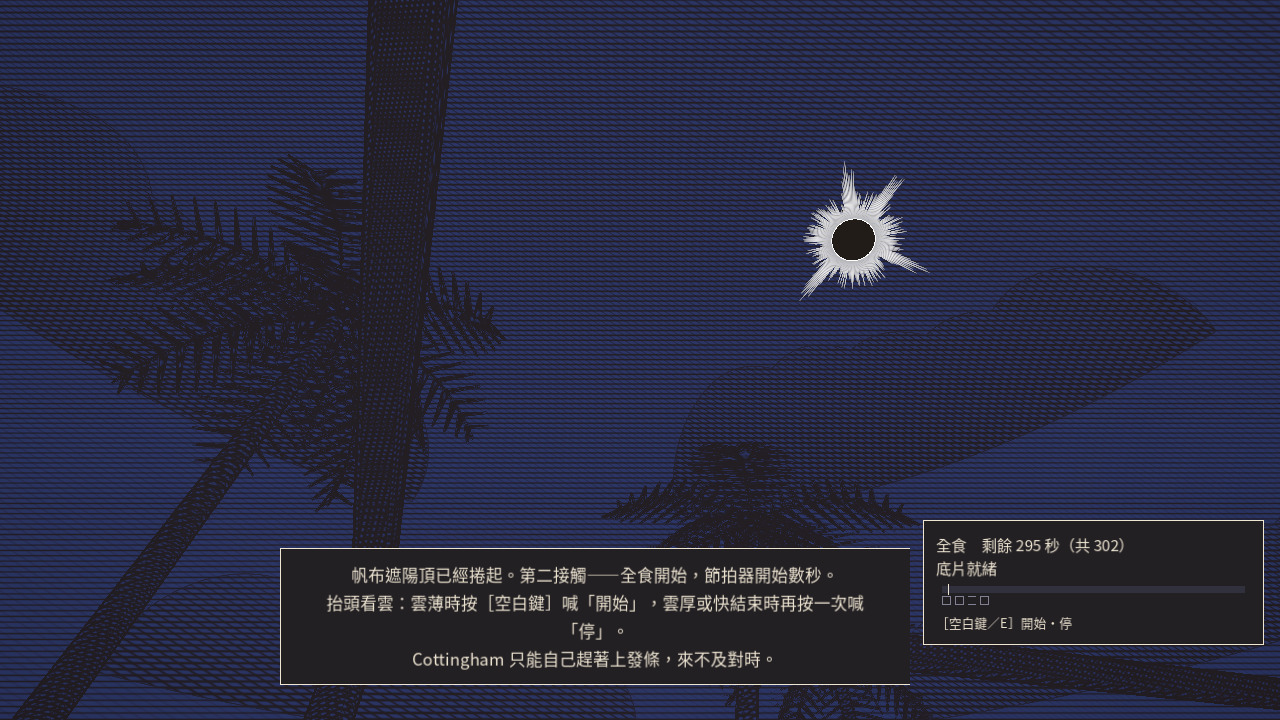 帆布遮陽頂已經捲起。第二接觸——全食開始，節拍器開始數秒。
抬頭看雲：雲薄時按［空白鍵］喊「開始」，雲厚或快結束時再按一次喊
「停」。
Cottingham 只能自己趕著上發條，來不及對時。
全食　剩餘 295 秒（共 302）
底片就緒
［空白鍵／E］開始・停